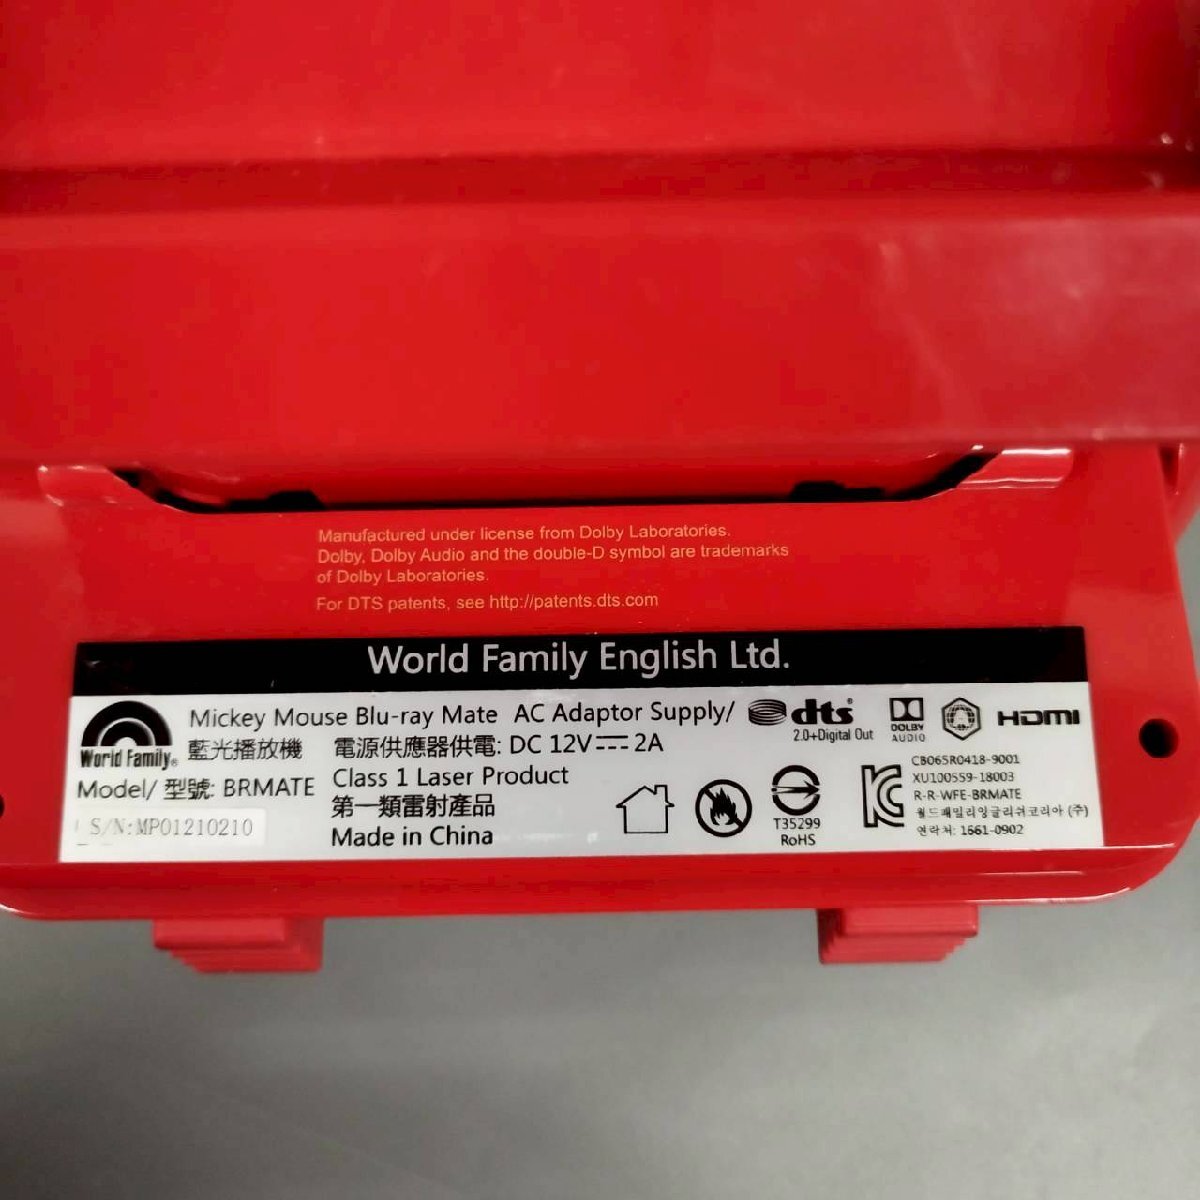 Manufactured under license from Dolby Laboratories.
Dolby, Dolby Audio and the double-D symbol are trademarks
of Dolby Laboratories.
For DTS patents, see http://patents.dts.com
World Family English Ltd.
World Family®
Mickey Mouse Blu-ray Mate
藍光播放機
Model/ 型號: BRMATE
S/N:MP01210210
AC Adaptor Supply/
電源供應器供電: DC 12V⎓2A
Class 1 Laser Product
第一類雷射產品
Made in China
dts®
2.0+Digital Out
DOLBY
AUDIO
HDMI
T35299
RoHS
CB065R0418-9001
XU100559-18003
R-R-WFE-BRMATE
월드패밀리잉글리쉬코리아 (주)
연락처: 1661-0902